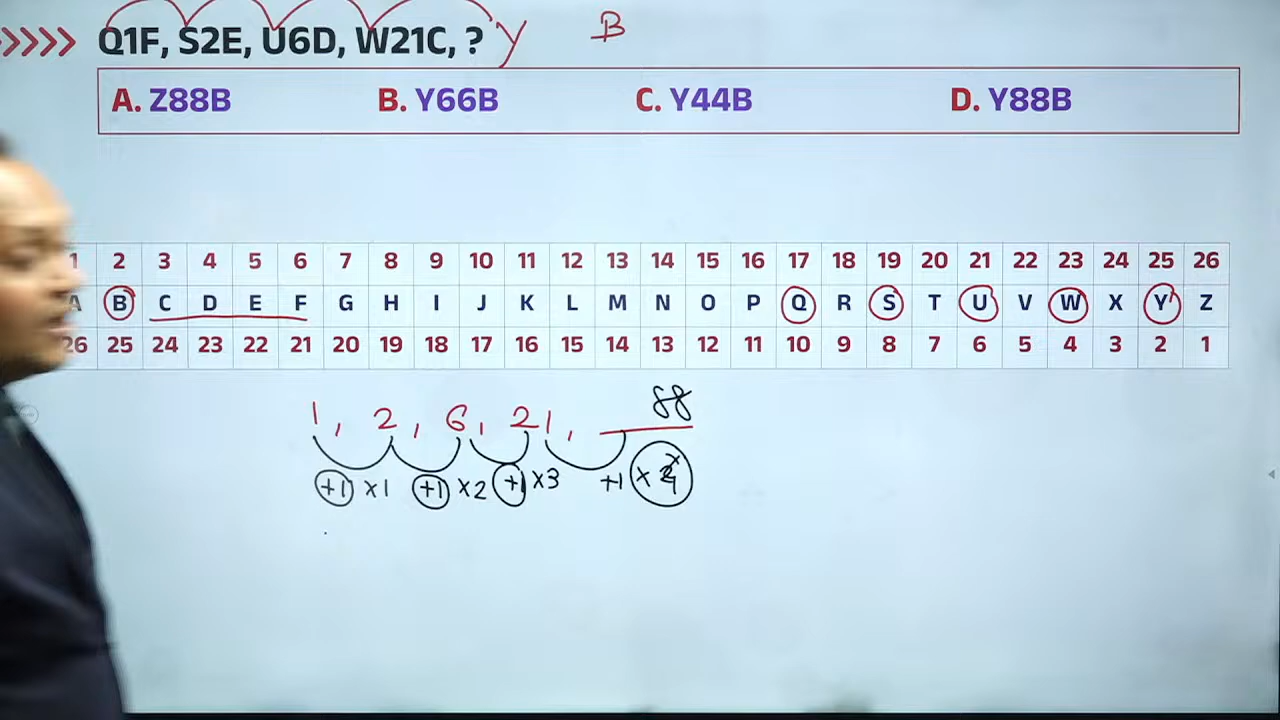 >>>>> Q1F, S2E, U6D, W21C, ? Y B
A. Z88B B. Y66B C. Y44B D. Y88B
1 2 3 4 5 6 7 8 9 10 11 12 13 14 15 16 17 18 19 20 21 22 23 24 25 26
A B C D E F G H I J K L M N O P Q R S T U V W X Y Z
26 25 24 23 22 21 20 19 18 17 16 15 14 13 12 11 10 9 8 7 6 5 4 3 2 1
1, 2, 6, 21, 88
+1 x1 +1 x2 +1 x3 +1 x 4